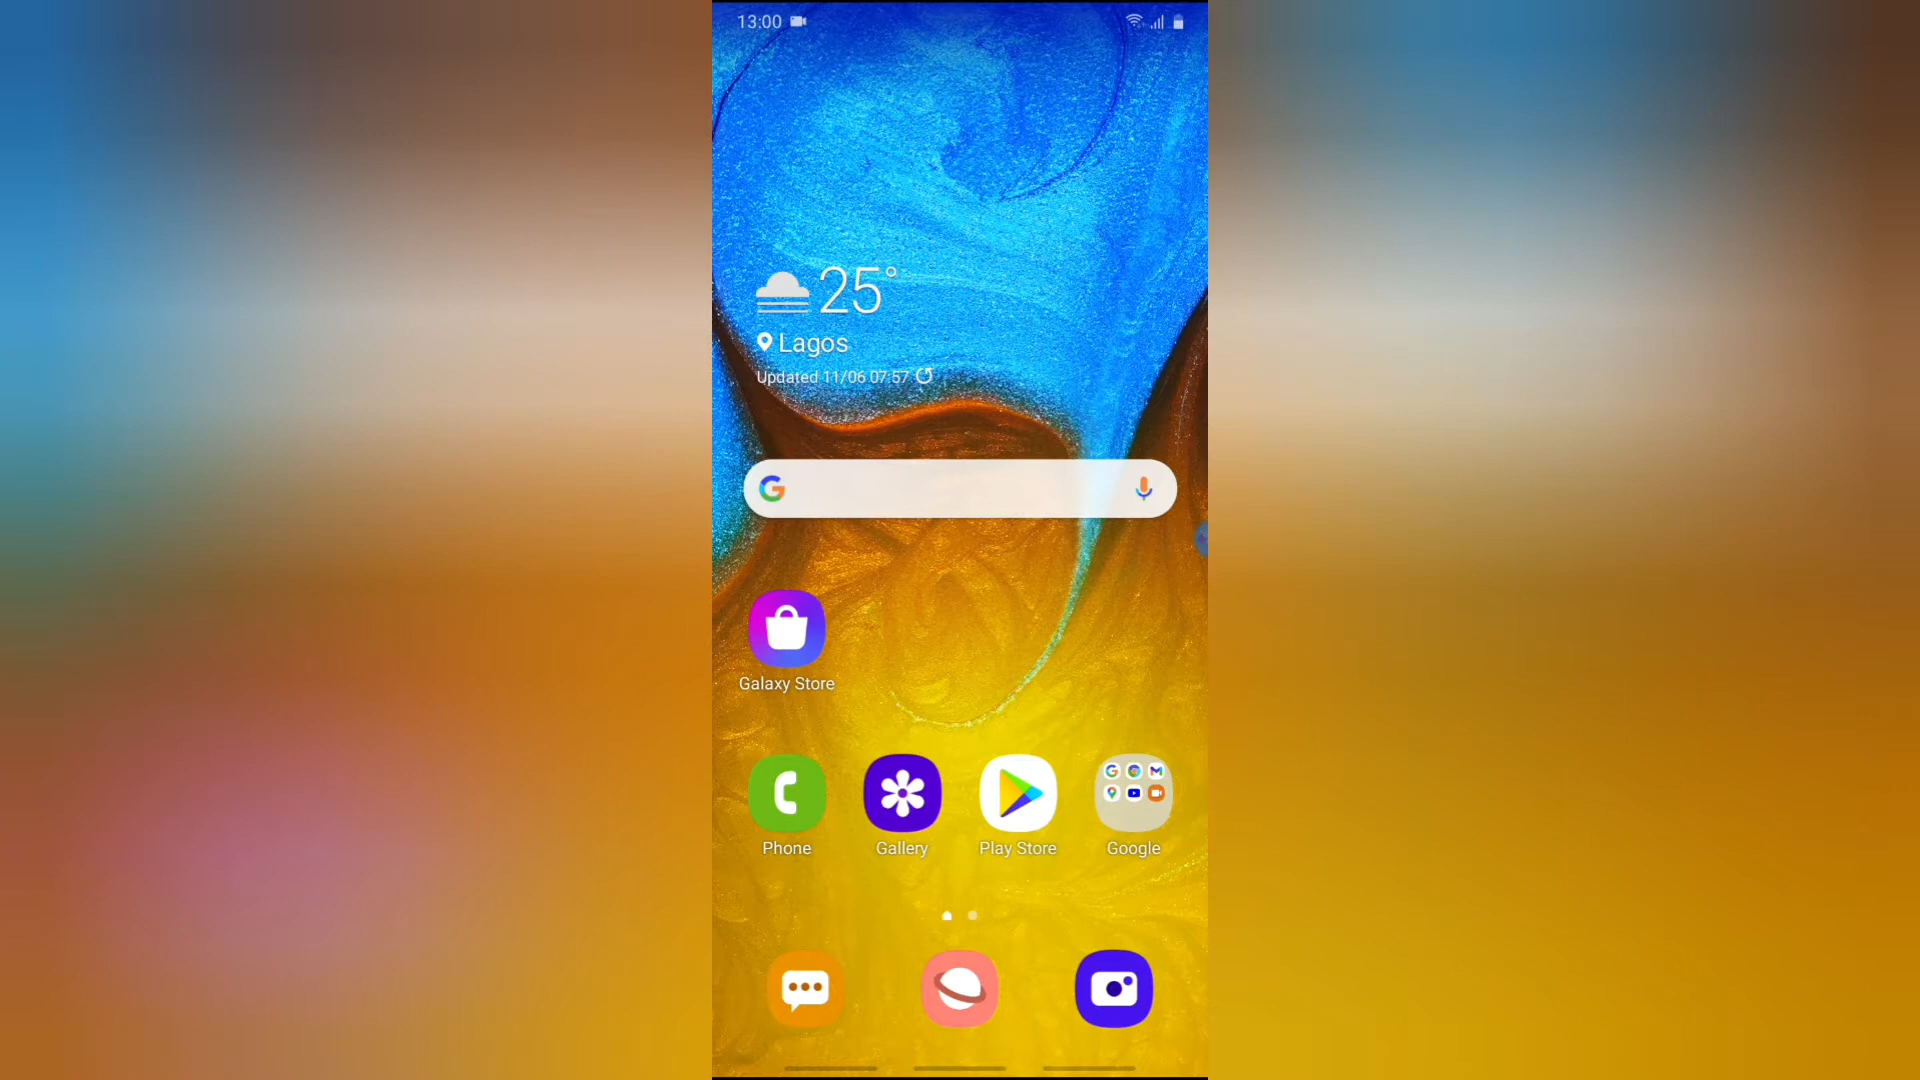 13:00
25°
Lagos
Updated 11/06 07:57
Galaxy Store
Phone
Gallery
Play Store
Google